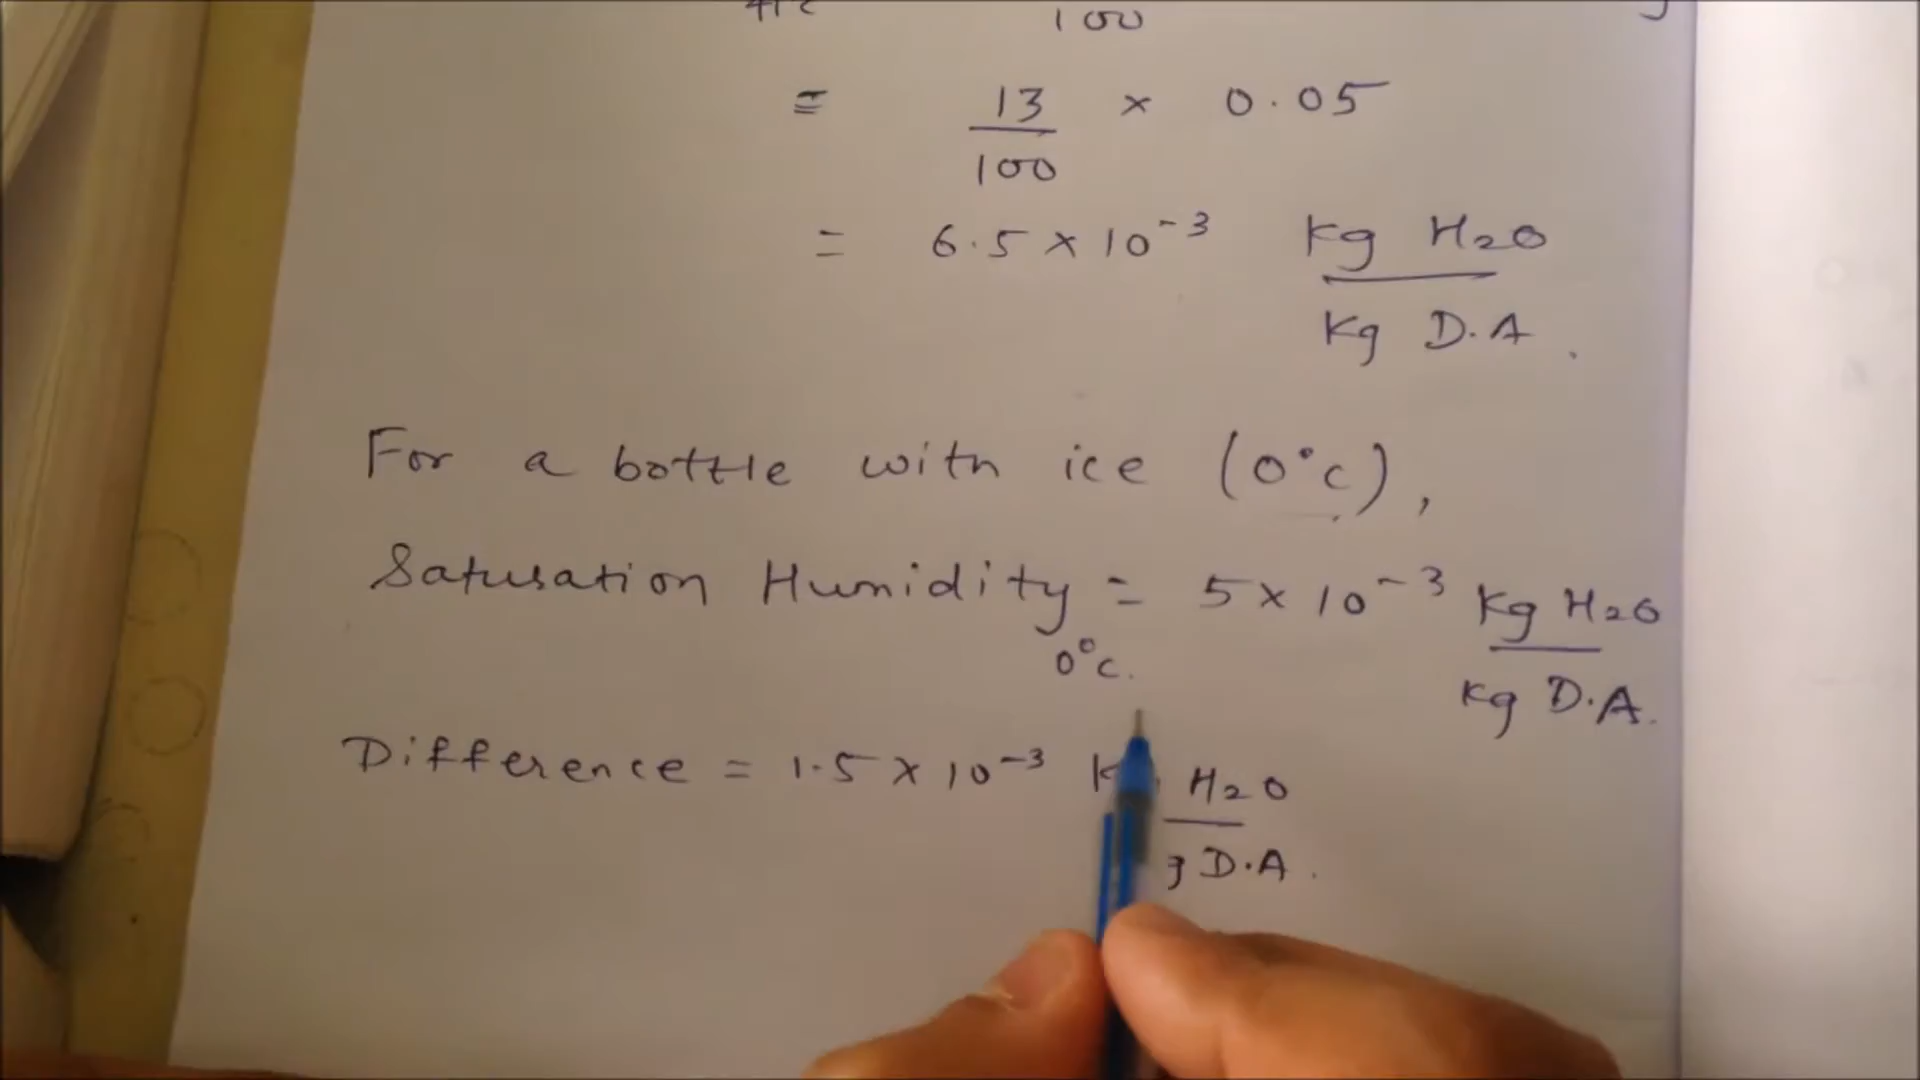 100
= 13/100 × 0.05
= 6.5 × 10⁻³ Kg H₂O / Kg D.A.
For a bottle with ice (0°c),
Saturation Humidity 0°c. = 5 × 10⁻³ Kg H₂O / Kg D.A.
Difference = 1.5 × 10⁻³ H₂O / D.A.